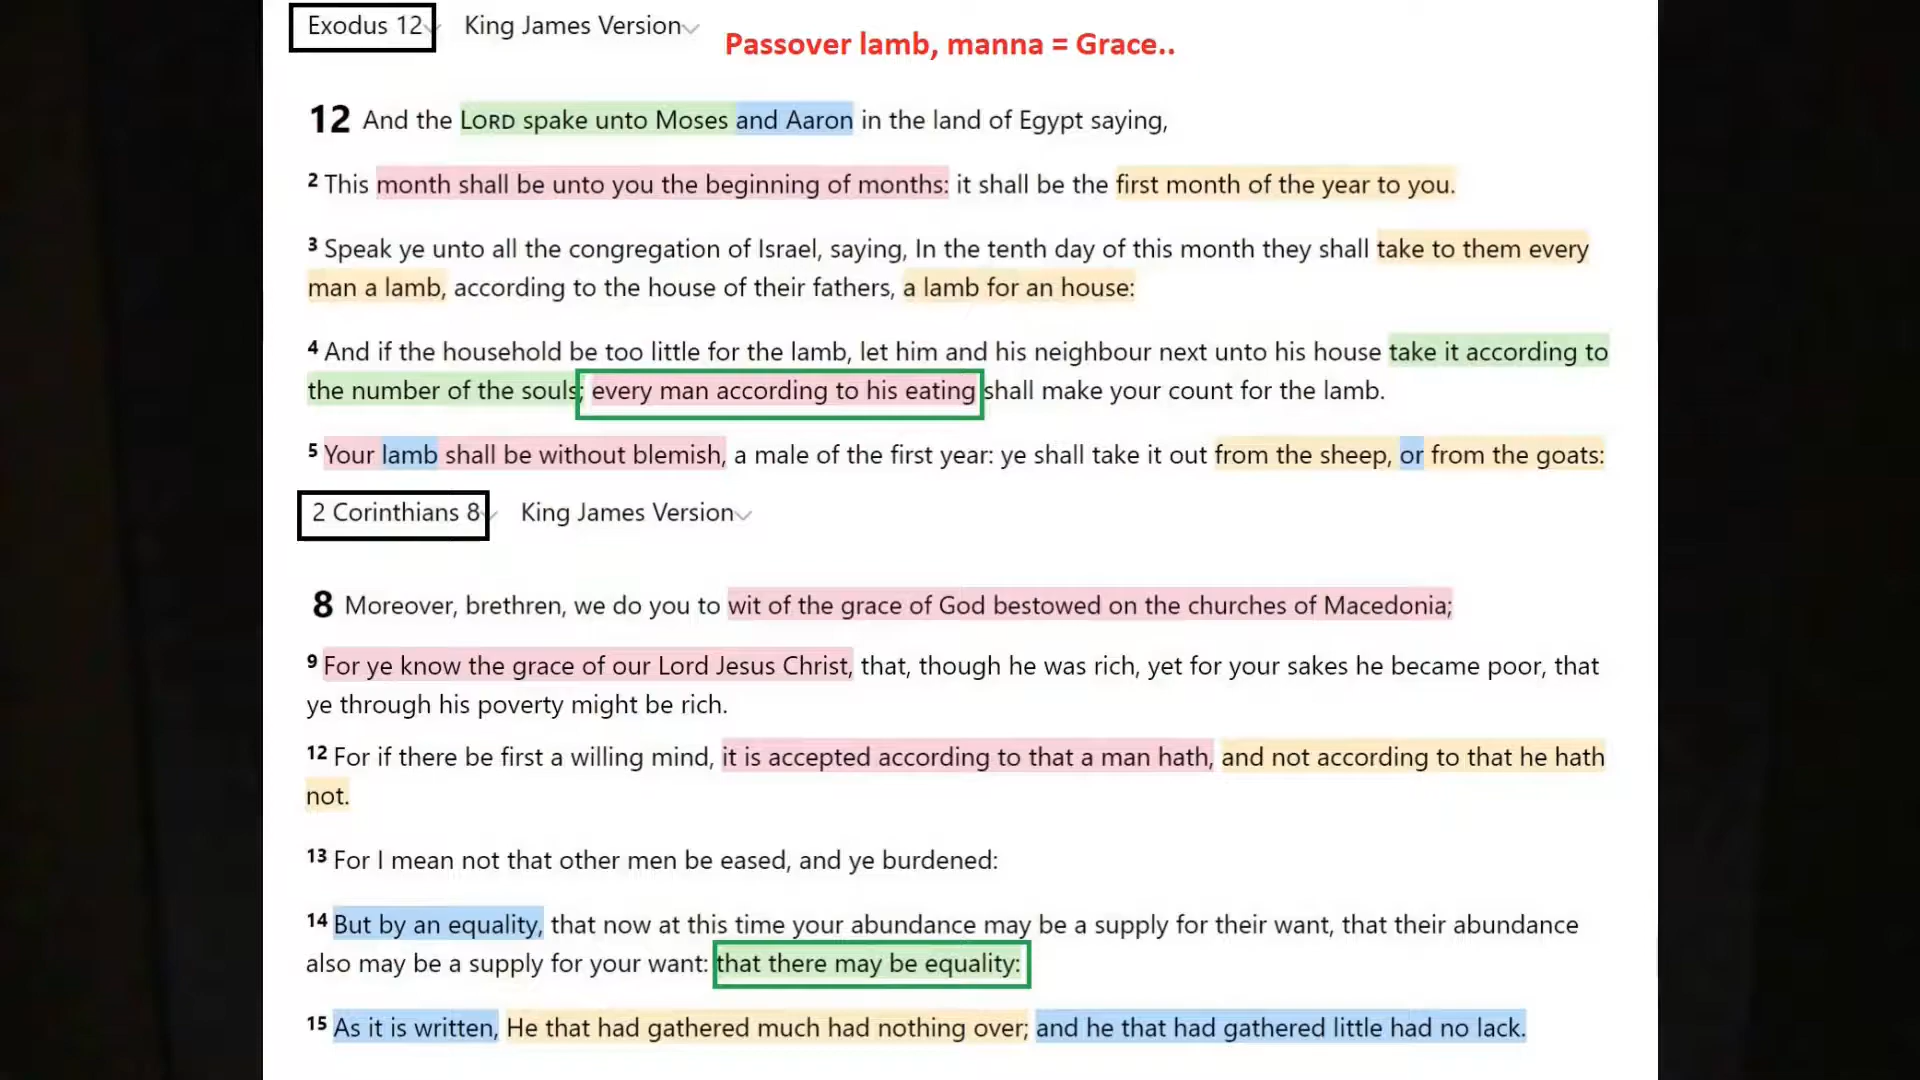 Exodus 12 King James Version
Passover lamb, manna = Grace..
12 And the LORD spake unto Moses and Aaron in the land of Egypt saying,
2 This month shall be unto you the beginning of months: it shall be the first month of the year to you.
3 Speak ye unto all the congregation of Israel, saying, In the tenth day of this month they shall take to them every
man a lamb, according to the house of their fathers, a lamb for an house:
4 And if the household be too little for the lamb, let him and his neighbour next unto his house take it according to
the number of the souls; every man according to his eating shall make your count for the lamb.
5 Your lamb shall be without blemish, a male of the first year: ye shall take it out from the sheep, or from the goats:
2 Corinthians 8 King James Version
8 Moreover, brethren, we do you to wit of the grace of God bestowed on the churches of Macedonia;
9 For ye know the grace of our Lord Jesus Christ, that, though he was rich, yet for your sakes he became poor, that
ye through his poverty might be rich.
12 For if there be first a willing mind, it is accepted according to that a man hath, and not according to that he hath
not.
13 For I mean not that other men be eased, and ye burdened:
14 But by an equality, that now at this time your abundance may be a supply for their want, that their abundance
also may be a supply for your want: that there may be equality:
15 As it is written, He that had gathered much had nothing over; and he that had gathered little had no lack.